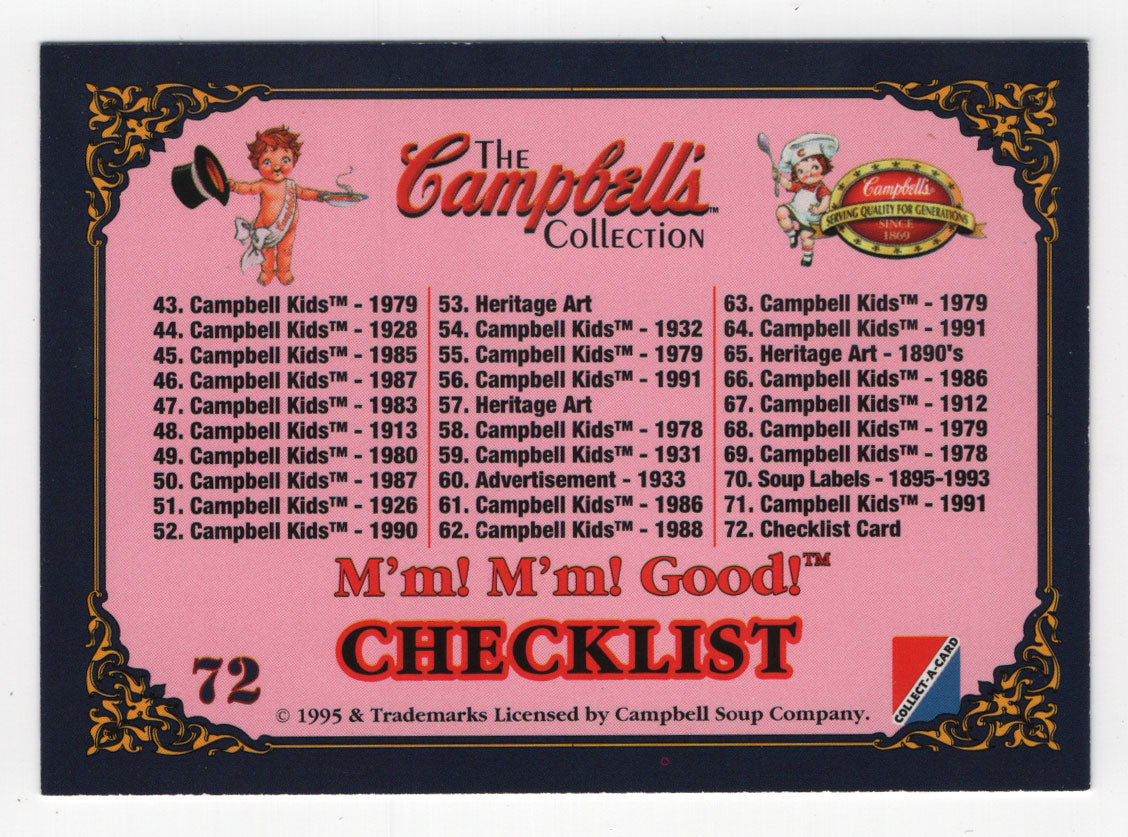 THE
Campbell's™
COLLECTION
Campbell's
SERVING QUALITY FOR GENERATIONS
SINCE
1869
43. Campbell Kids™ - 1979
44. Campbell Kids™ - 1928
45. Campbell Kids™ - 1985
46. Campbell Kids™ - 1987
47. Campbell Kids™ - 1983
48. Campbell Kids™ - 1913
49. Campbell Kids™ - 1980
50. Campbell Kids™ - 1987
51. Campbell Kids™ - 1926
52. Campbell Kids™ - 1990
53. Heritage Art
54. Campbell Kids™ - 1932
55. Campbell Kids™ - 1979
56. Campbell Kids™ - 1991
57. Heritage Art
58. Campbell Kids™ - 1978
59. Campbell Kids™ - 1931
60. Advertisement - 1933
61. Campbell Kids™ - 1986
62. Campbell Kids™ - 1988
63. Campbell Kids™ - 1979
64. Campbell Kids™ - 1991
65. Heritage Art - 1890's
66. Campbell Kids™ - 1986
67. Campbell Kids™ - 1912
68. Campbell Kids™ - 1979
69. Campbell Kids™ - 1978
70. Soup Labels - 1895-1993
71. Campbell Kids™ - 1991
72. Checklist Card
M'm! M'm! Good!™
CHECKLIST
72
COLLECT-A-CARD
© 1995 & Trademarks Licensed by Campbell Soup Company.